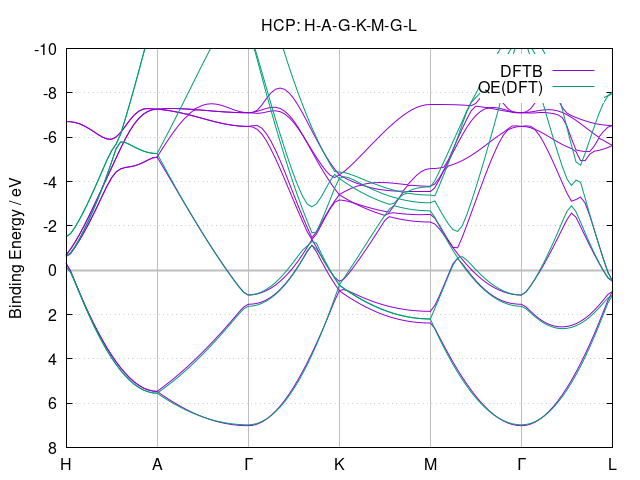 HCP: H-A-G-K-M-G-L
DFTB
QE(DFT)
Binding Energy / eV
-10
-8
-6
-4
-2
0
2
4
6
8
H A Γ K M Γ L